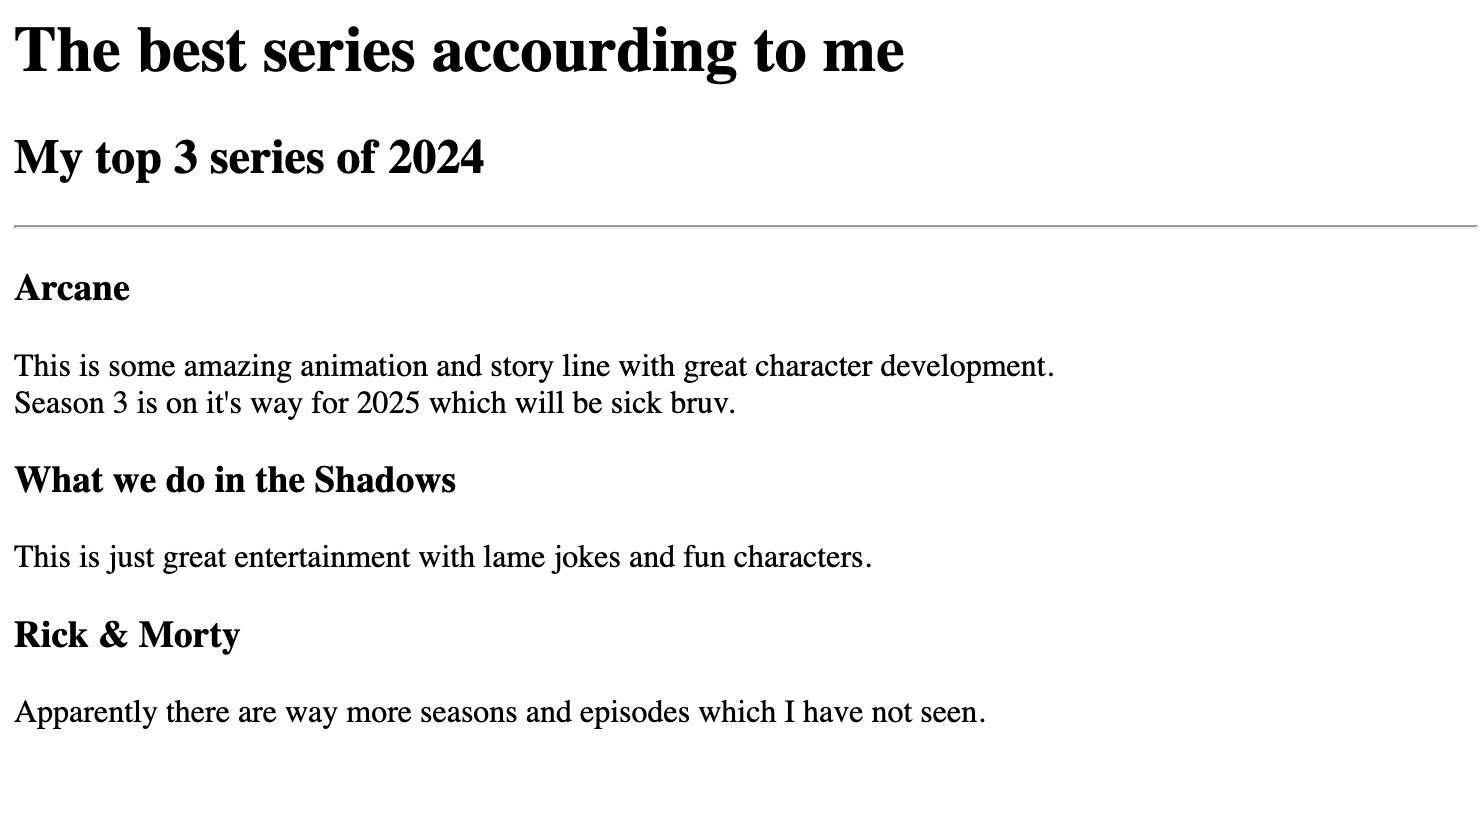 The best series accourding to me
My top 3 series of 2024
Arcane
This is some amazing animation and story line with great character development.
Season 3 is on it's way for 2025 which will be sick bruv.
What we do in the Shadows
This is just great entertainment with lame jokes and fun characters.
Rick & Morty
Apparently there are way more seasons and episodes which I have not seen.